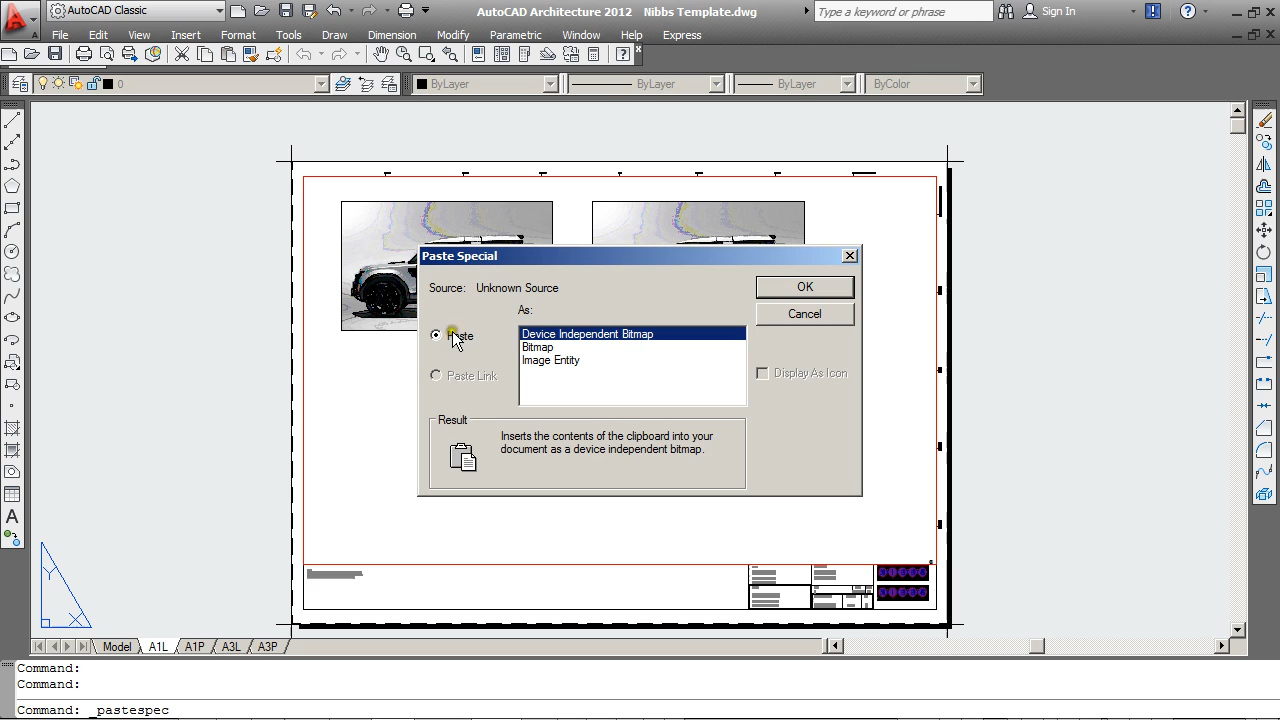 AutoCAD Classic
AutoCAD Architecture 2012 Nibbs Template.dwg
Type a keyword or phrase
Sign In
File Edit View Insert Format Tools Draw Dimension Modify Parametric Window Help Express
0
ByLayer
ByLayer
ByLayer
ByColor
Paste Special
Source: Unknown Source
As:
OK
Cancel
Paste
Paste Link
Device Independent Bitmap
Bitmap
Image Entity
Display As Icon
Result
Inserts the contents of the clipboard into your
document as a device independent bitmap.
Y
X
Model A1L A1P A3L A3P
Command:
Command:
Command: _pastespec